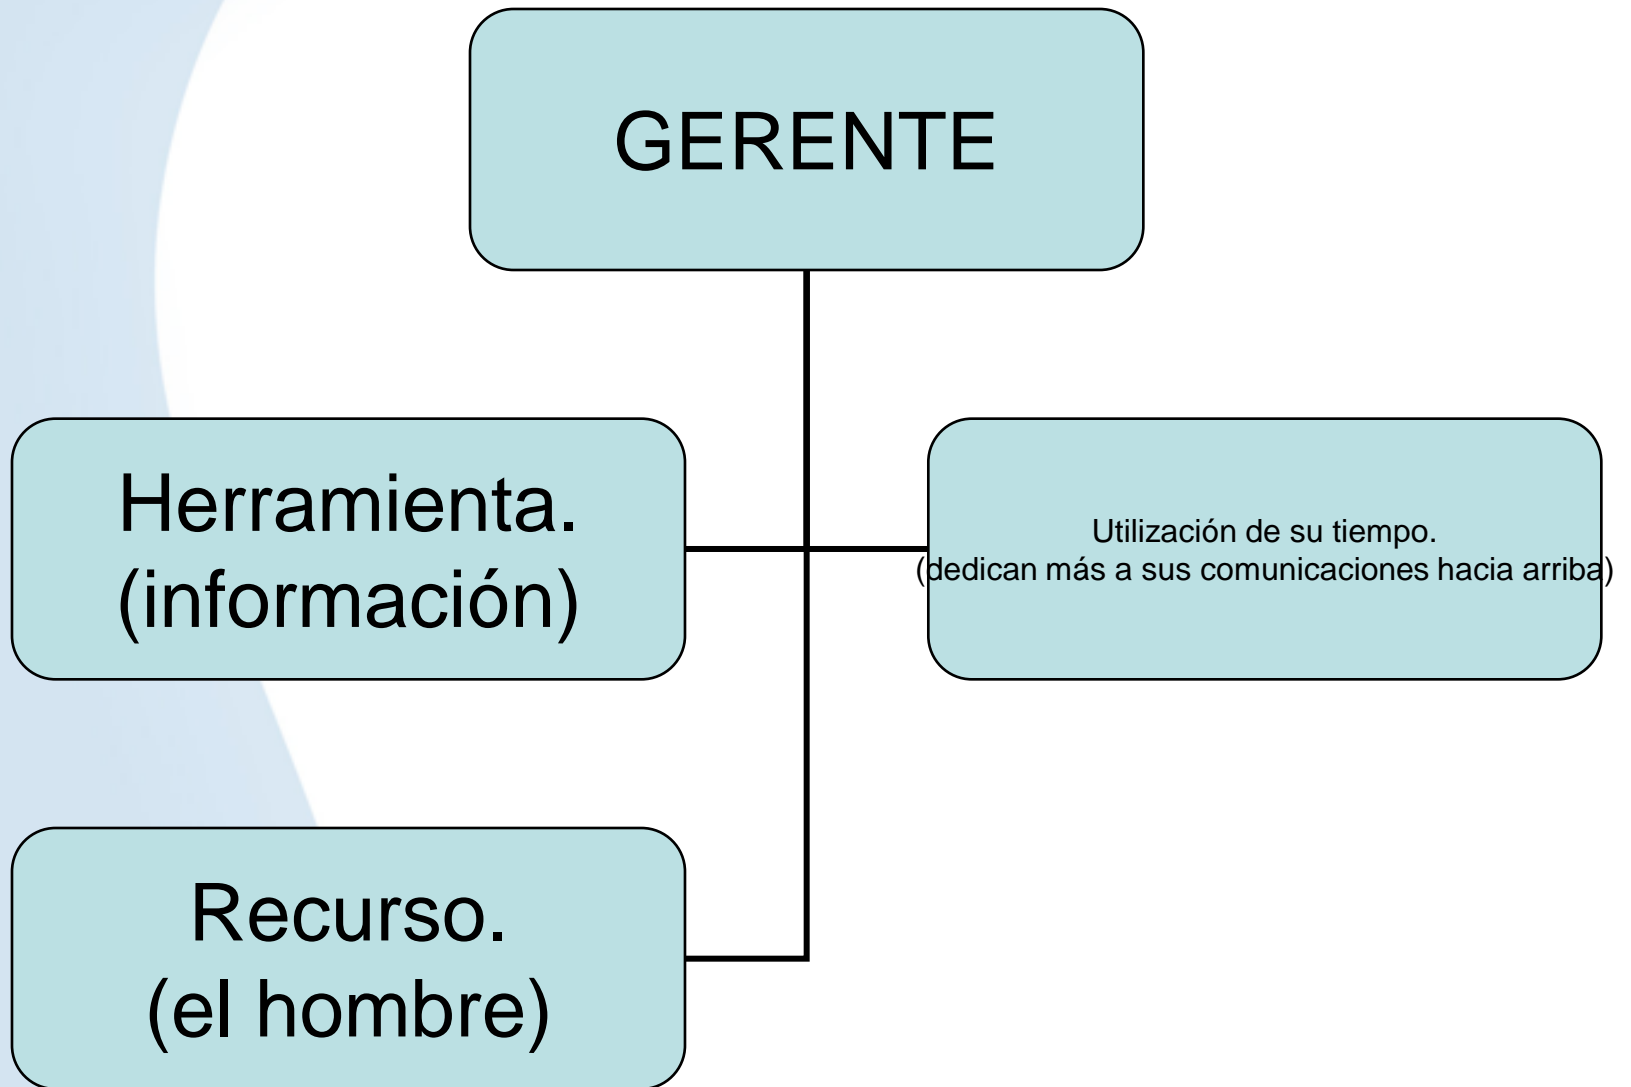 GERENTE
Herramienta.
(información)
Utilización de su tiempo.
(dedican más a sus comunicaciones hacia arriba)
Recurso.
(el hombre)